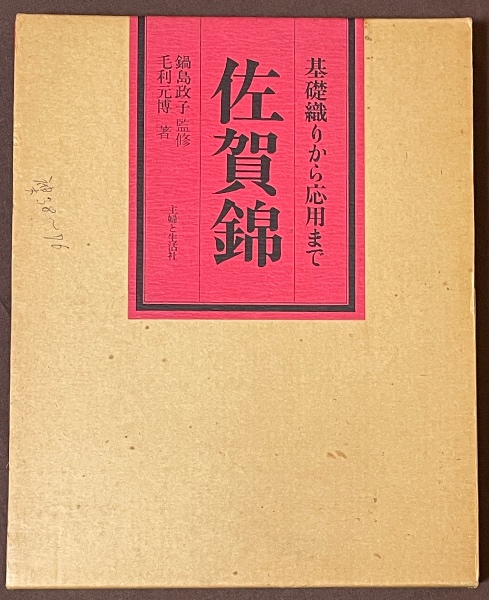 基礎織りから応用まで
佐賀錦
鍋島政子 監修
毛利元博 著
主婦と生活社